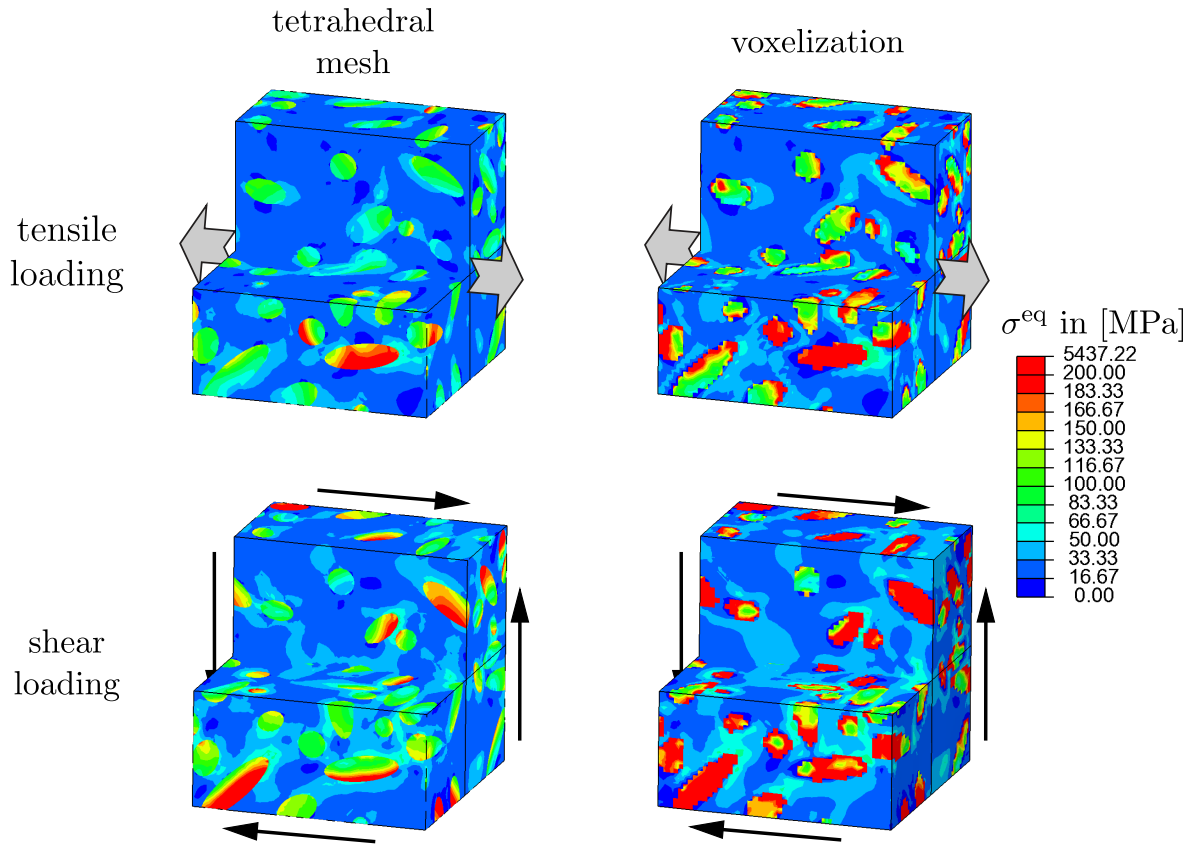 tetrahedral
mesh
voxelization
tensile
loading
σ^eq in [MPa]
5437.22
200.00
183.33
166.67
150.00
133.33
116.67
100.00
83.33
66.67
50.00
33.33
16.67
0.00
shear
loading